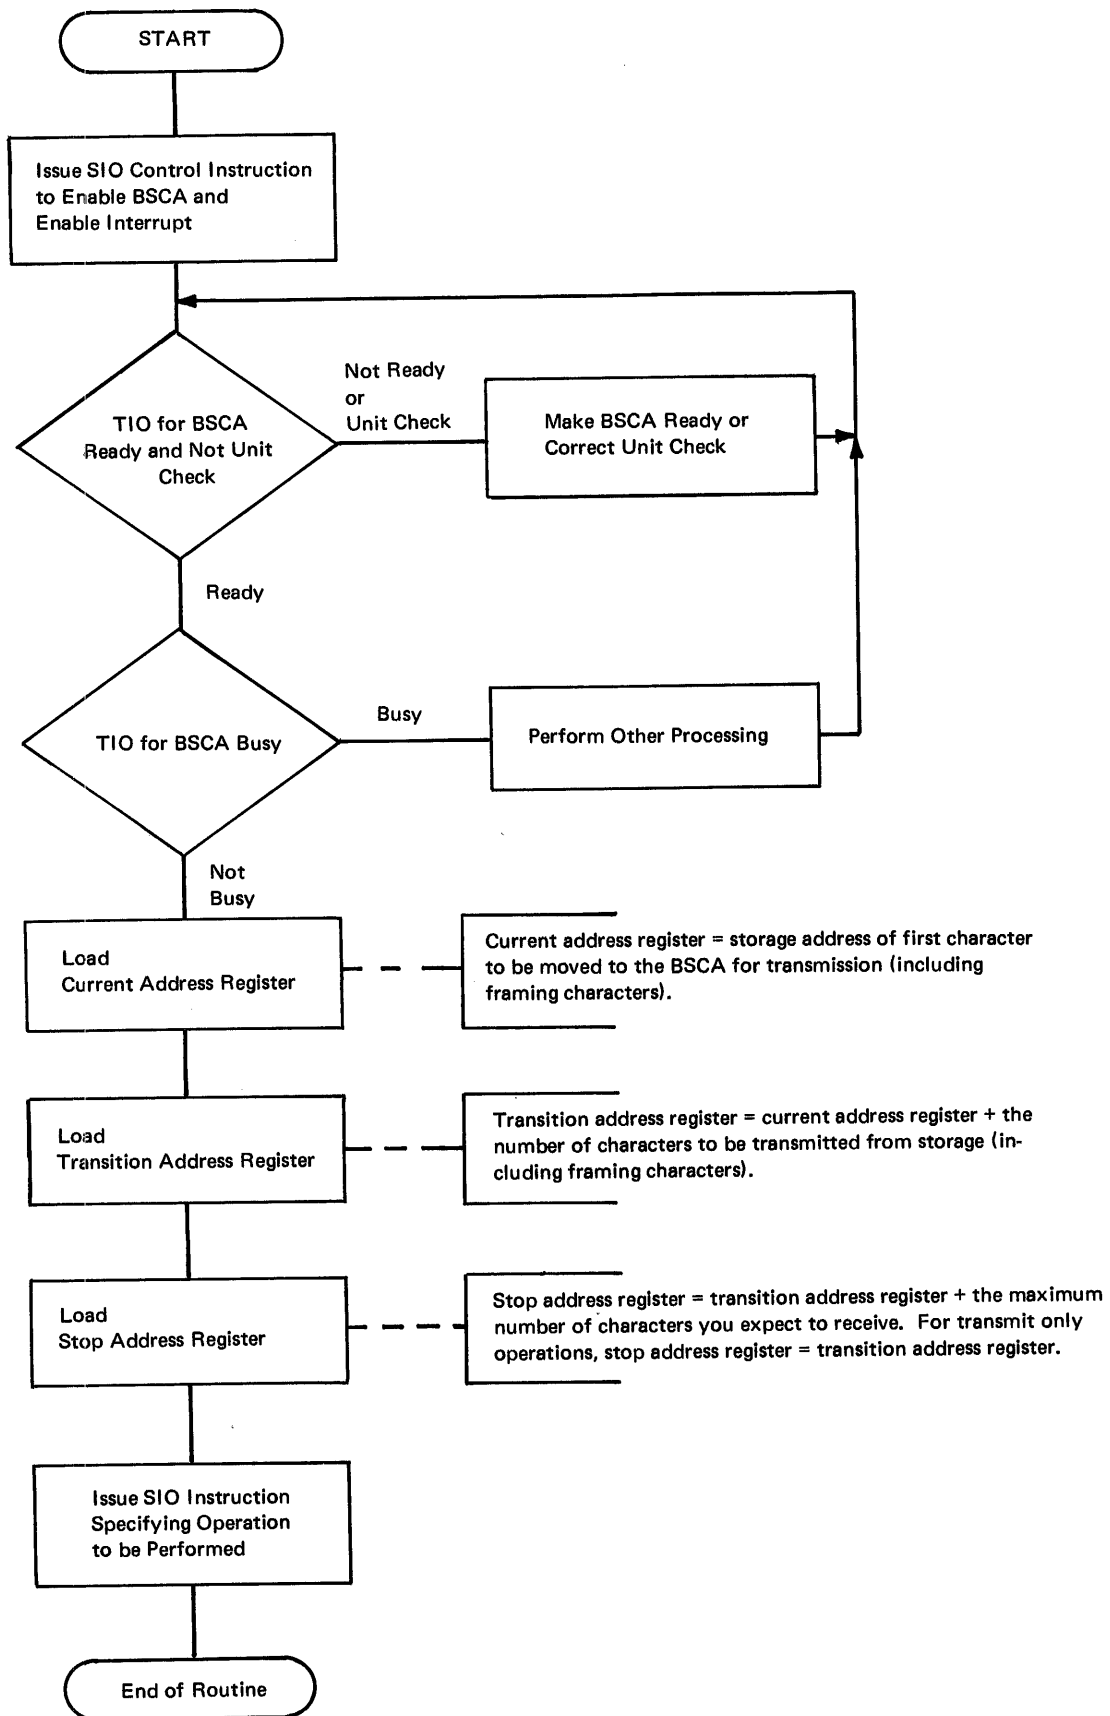 START
Issue SIO Control Instruction
to Enable BSCA and
Enable Interrupt
TIO for BSCA
Ready and Not Unit
Check
Not Ready
or
Unit Check
Make BSCA Ready or
Correct Unit Check
Ready
TIO for BSCA Busy
Busy
Perform Other Processing
Not
Busy
Load
Current Address Register
Current address register = storage address of first character
to be moved to the BSCA for transmission (including
framing characters).
Load
Transition Address Register
Transition address register = current address register + the
number of characters to be transmitted from storage (in-
cluding framing characters).
Load
Stop Address Register
Stop address register = transition address register + the maximum
number of characters you expect to receive. For transmit only
operations, stop address register = transition address register.
Issue SIO Instruction
Specifying Operation
to be Performed
End of Routine